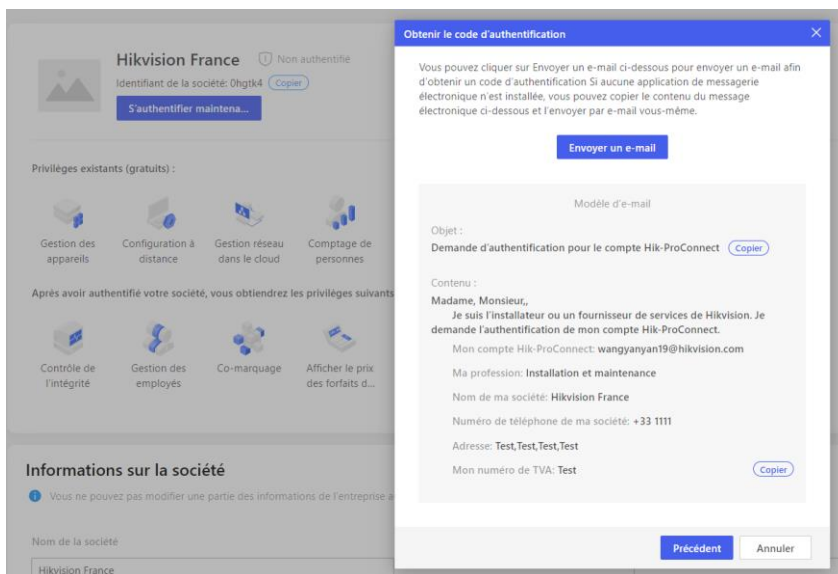 Hikvision France Non authentifié
Identifiant de la société: 0hgtk4 Copier
S'authentifier maintena...
Privilèges existants (gratuits) :
Gestion des appareils
Configuration à distance
Gestion réseau dans le cloud
Comptage de personnes
Après avoir authentifié votre société, vous obtiendrez les privilèges suivants
Contrôle de l'intégrité
Gestion des employés
Co-marquage
Afficher le prix des forfaits d...
Informations sur la société
Vous ne pouvez pas modifier une partie des informations de l'entreprise a
Nom de la société
Hikvision France
Obtenir le code d'authentification
Vous pouvez cliquer sur Envoyer un e-mail ci-dessous pour envoyer un e-mail afin
d'obtenir un code d'authentification Si aucune application de messagerie
électronique n'est installée, vous pouvez copier le contenu du message
électronique ci-dessous et l'envoyer par e-mail vous-même.
Envoyer un e-mail
Modèle d'e-mail
Objet :
Demande d'authentification pour le compte Hik-ProConnect Copier
Contenu :
Madame, Monsieur,,
Je suis l'installateur ou un fournisseur de services de Hikvision. Je
demande l'authentification de mon compte Hik-ProConnect.
Mon compte Hik-ProConnect: wangyanyan19@hikvision.com
Ma profession: Installation et maintenance
Nom de ma société: Hikvision France
Numéro de téléphone de ma société: +33 1111
Adresse: Test,Test,Test,Test
Mon numéro de TVA: Test Copier
Précédent Annuler